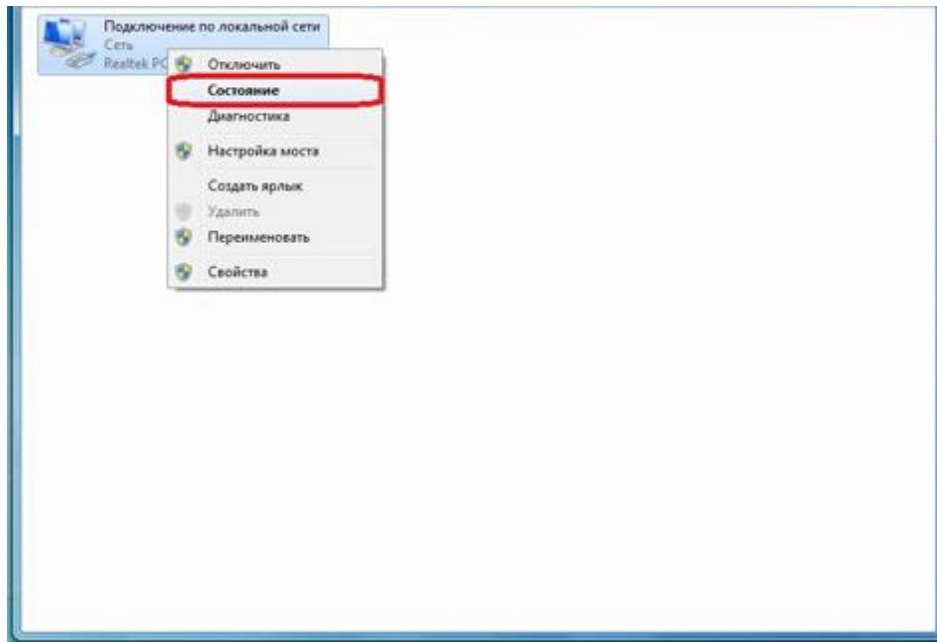 Подключение по локальной сети
Сеть
Realtek PC
Отключить
Состояние
Диагностика
Настройка моста
Создать ярлык
Удалить
Переименовать
Свойства